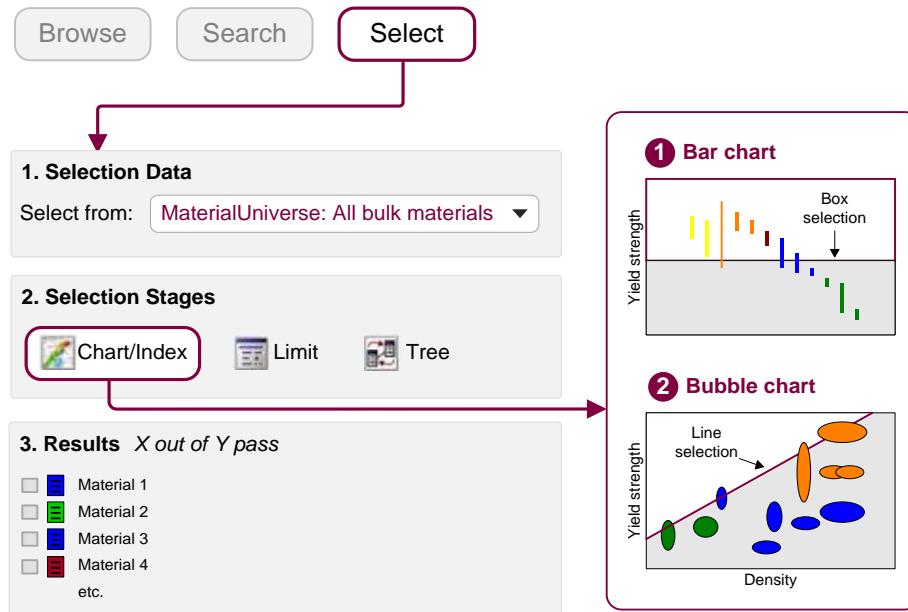 Browse
Search
Select
1. Selection Data
Select from:
MaterialUniverse: All bulk materials
2. Selection Stages
Chart/Index
Limit
Tree
3. Results X out of Y pass
Material 1
Material 2
Material 3
Material 4
etc.
1 Bar chart
Yield strength
Box
selection
2 Bubble chart
Yield strength
Line
selection
Density